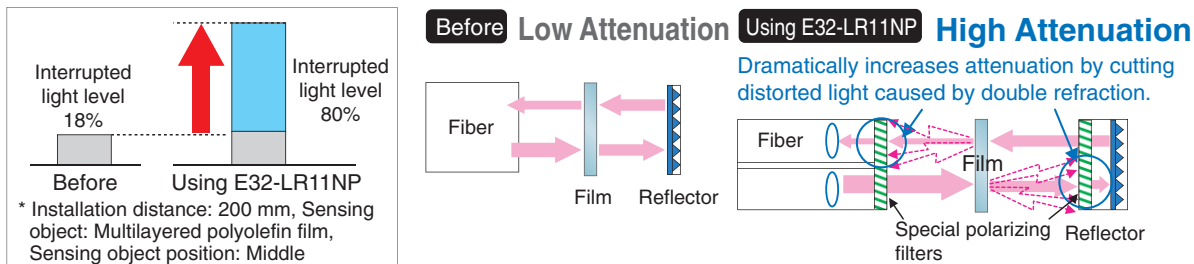 Interrupted
light level
18%
Interrupted
light level
80%
Before
Using E32-LR11NP
* Installation distance: 200 mm, Sensing
object: Multilayered polyolefin film,
Sensing object position: Middle
Before Low Attenuation
Fiber
Film
Reflector
Using E32-LR11NP High Attenuation
Dramatically increases attenuation by cutting
distorted light caused by double refraction.
Fiber
Film
Special polarizing
filters
Reflector